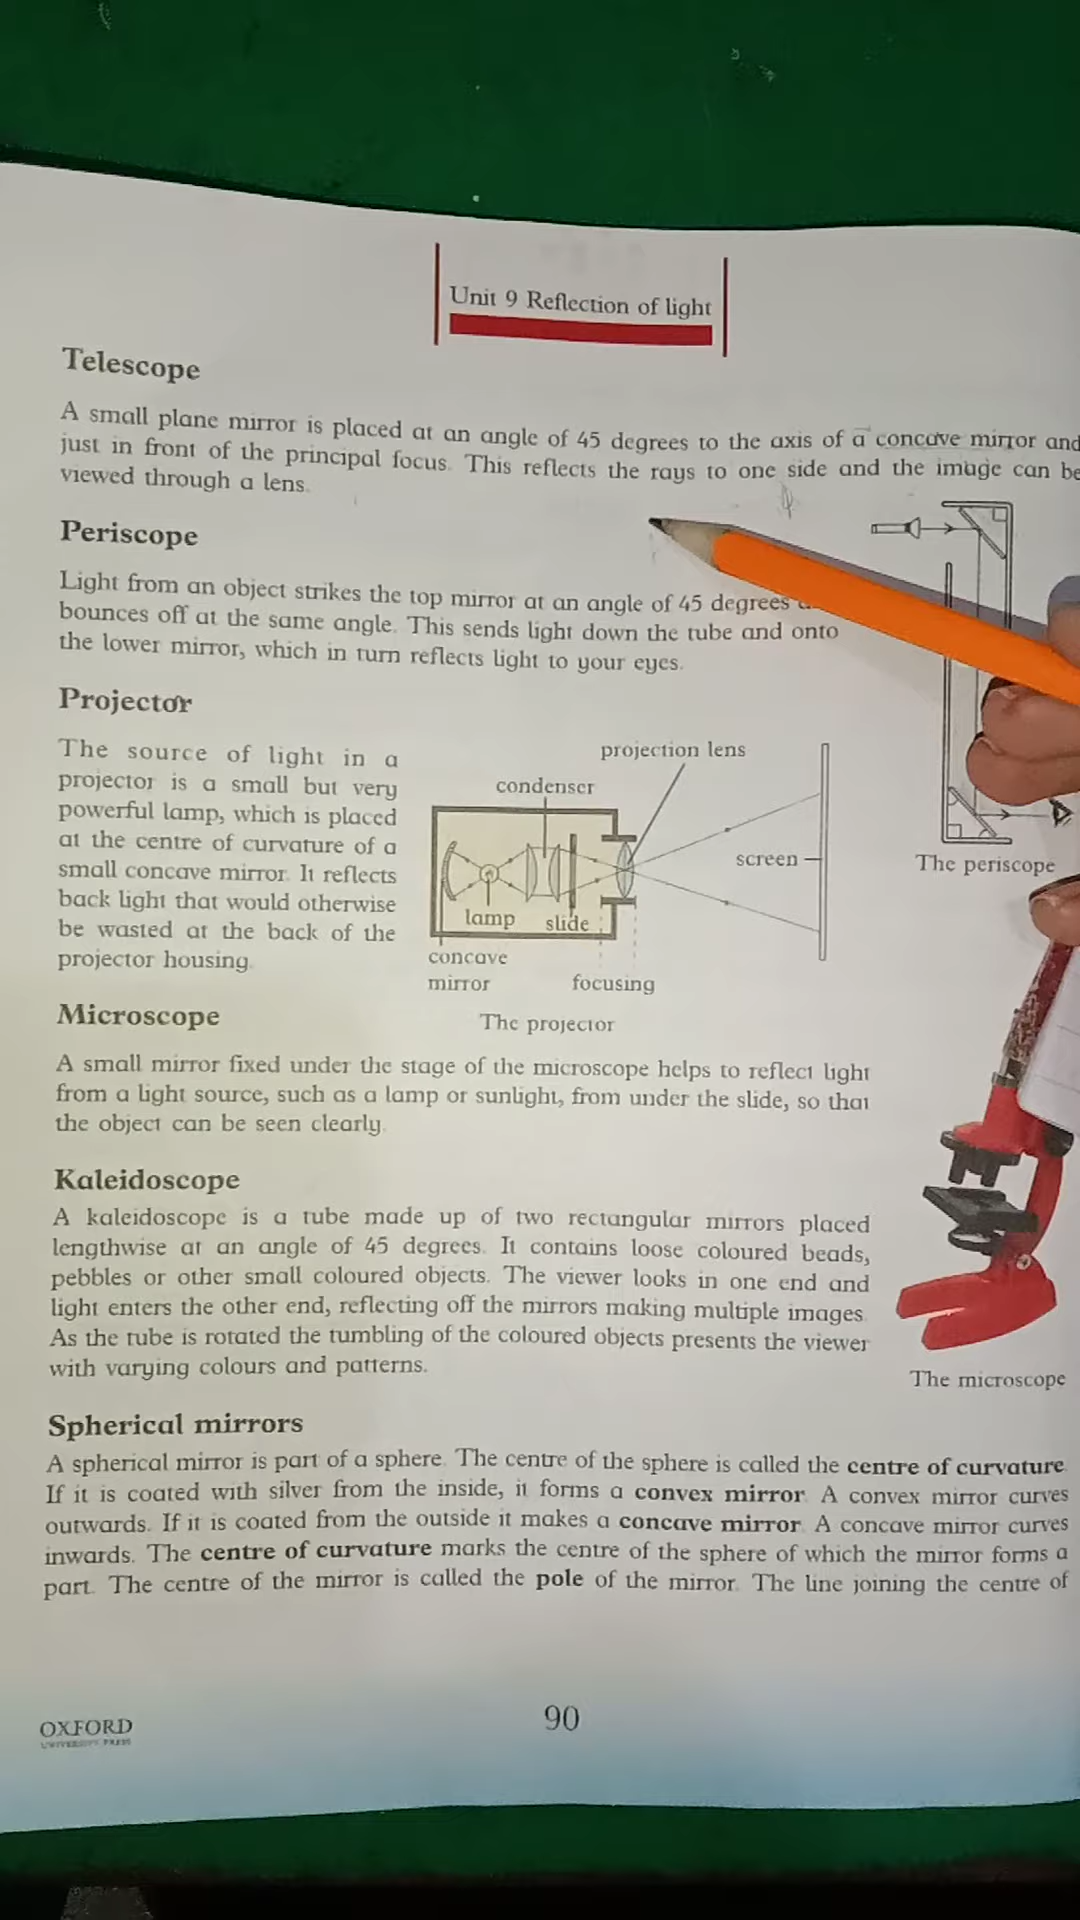 Unit 9 Reflection of light
Telescope
A small plane mirror is placed at an angle of 45 degrees to the axis of a concave mirror and
just in front of the principal focus. This reflects the rays to one side and the image can be
viewed through a lens.
Periscope
Light from an object strikes the top mirror at an angle of 45 degrees
bounces off at the same angle. This sends light down the tube and onto
the lower mirror, which in turn reflects light to your eyes.
The periscope
Projector
The source of light in a
projector is a small but very
powerful lamp, which is placed
at the centre of curvature of a
small concave mirror. It reflects
back light that would otherwise
be wasted at the back of the
projector housing.
projection lens
condenser
screen
lamp
slide
concave
mirror
focusing
The projector
Microscope
A small mirror fixed under the stage of the microscope helps to reflect light
from a light source, such as a lamp or sunlight, from under the slide, so that
the object can be seen clearly.
Kaleidoscope
A kaleidoscope is a tube made up of two rectangular mirrors placed
lengthwise at an angle of 45 degrees. It contains loose coloured beads,
pebbles or other small coloured objects. The viewer looks in one end and
light enters the other end, reflecting off the mirrors making multiple images.
As the tube is rotated the tumbling of the coloured objects presents the viewer
with varying colours and patterns.
The microscope
Spherical mirrors
A spherical mirror is part of a sphere. The centre of the sphere is called the centre of curvature.
If it is coated with silver from the inside, it forms a convex mirror. A convex mirror curves
outwards. If it is coated from the outside it makes a concave mirror. A concave mirror curves
inwards. The centre of curvature marks the centre of the sphere of which the mirror forms a
part. The centre of the mirror is called the pole of the mirror. The line joining the centre of
OXFORD
UNIVERSITY PRESS
90